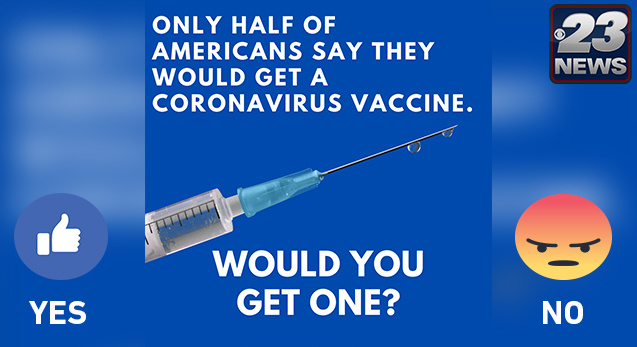 ONLY HALF OF
AMERICANS SAY THEY
WOULD GET A
CORONAVIRUS VACCINE.
23
NEWS
WOULD YOU
GET ONE?
YES
NO